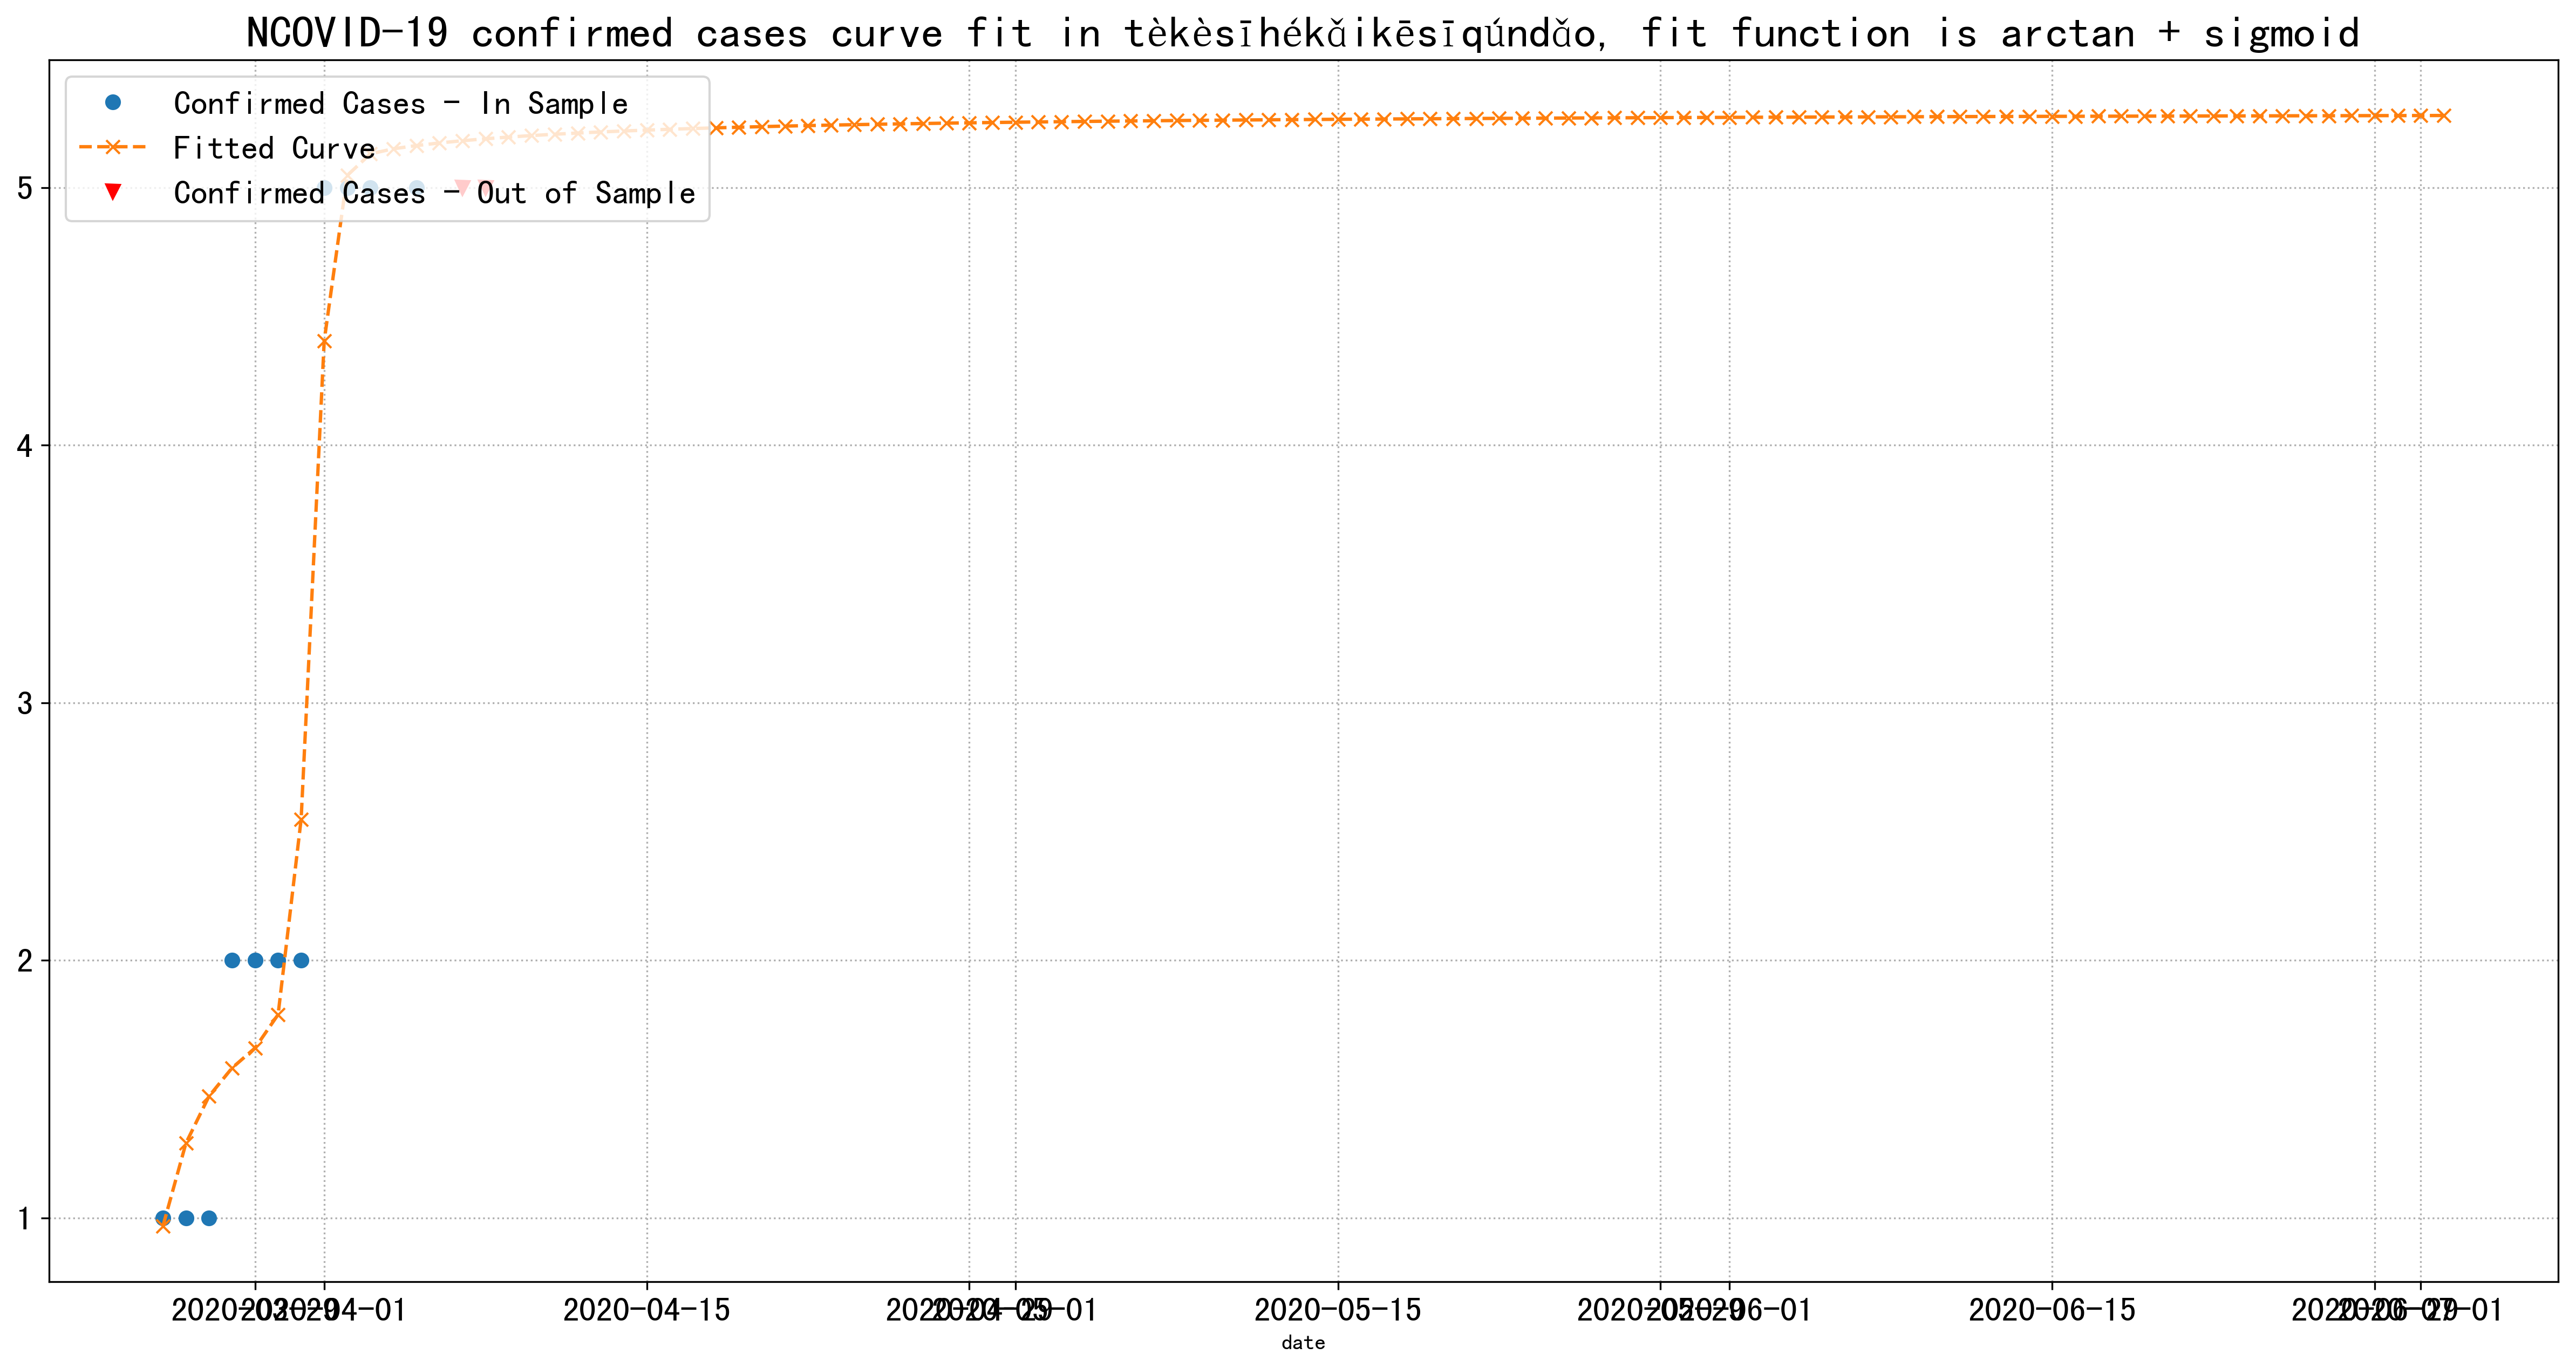 NCOVID-19 confirmed cases curve fit in tèkèsīhékǎikēsīqúndǎo, fit function is arctan + sigmoid
Confirmed Cases - In Sample
Fitted Curve
Confirmed Cases - Out of Sample
5
4
3
2
1
2020-03-29 2020-04-01 2020-04-15 2020-04-29 2020-05-01 2020-05-15 2020-05-29 2020-06-01 2020-06-15 2020-06-29 2020-07-01
date